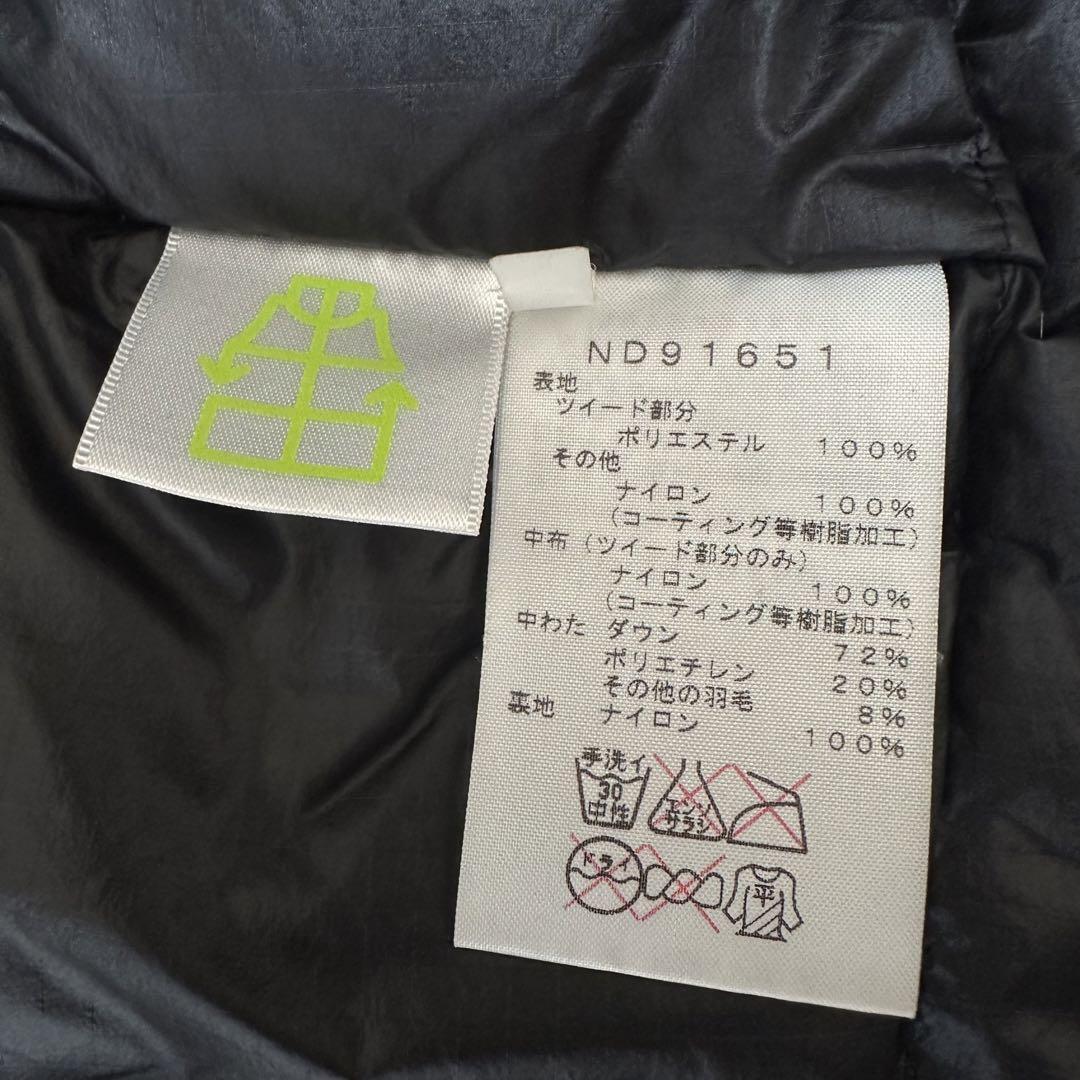 ND91651
表地
ツイード部分
ポリエステル 100%
その他
ナイロン 100%
(コーティング等樹脂加工)
中布(ツイード部分のみ)
ナイロン 100%
(コーティング等樹脂加工)
中わた ダウン 72%
ポリエチレン 20%
その他の羽毛 8%
裏地 ナイロン 100%
手洗イ
30
中性
エンソ
サラシ
ドライ
平